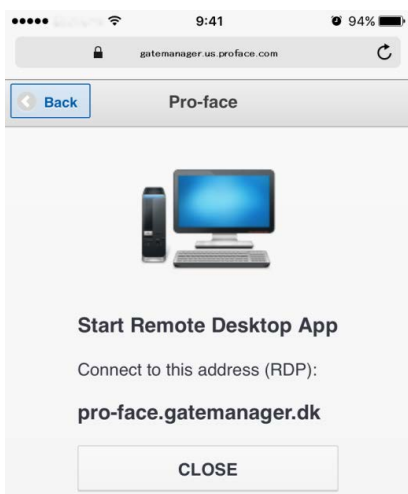 9:41
94%
gatemanager.us.proface.com
Back
Pro-face
Start Remote Desktop App
Connect to this address (RDP):
pro-face.gatemanager.dk
CLOSE